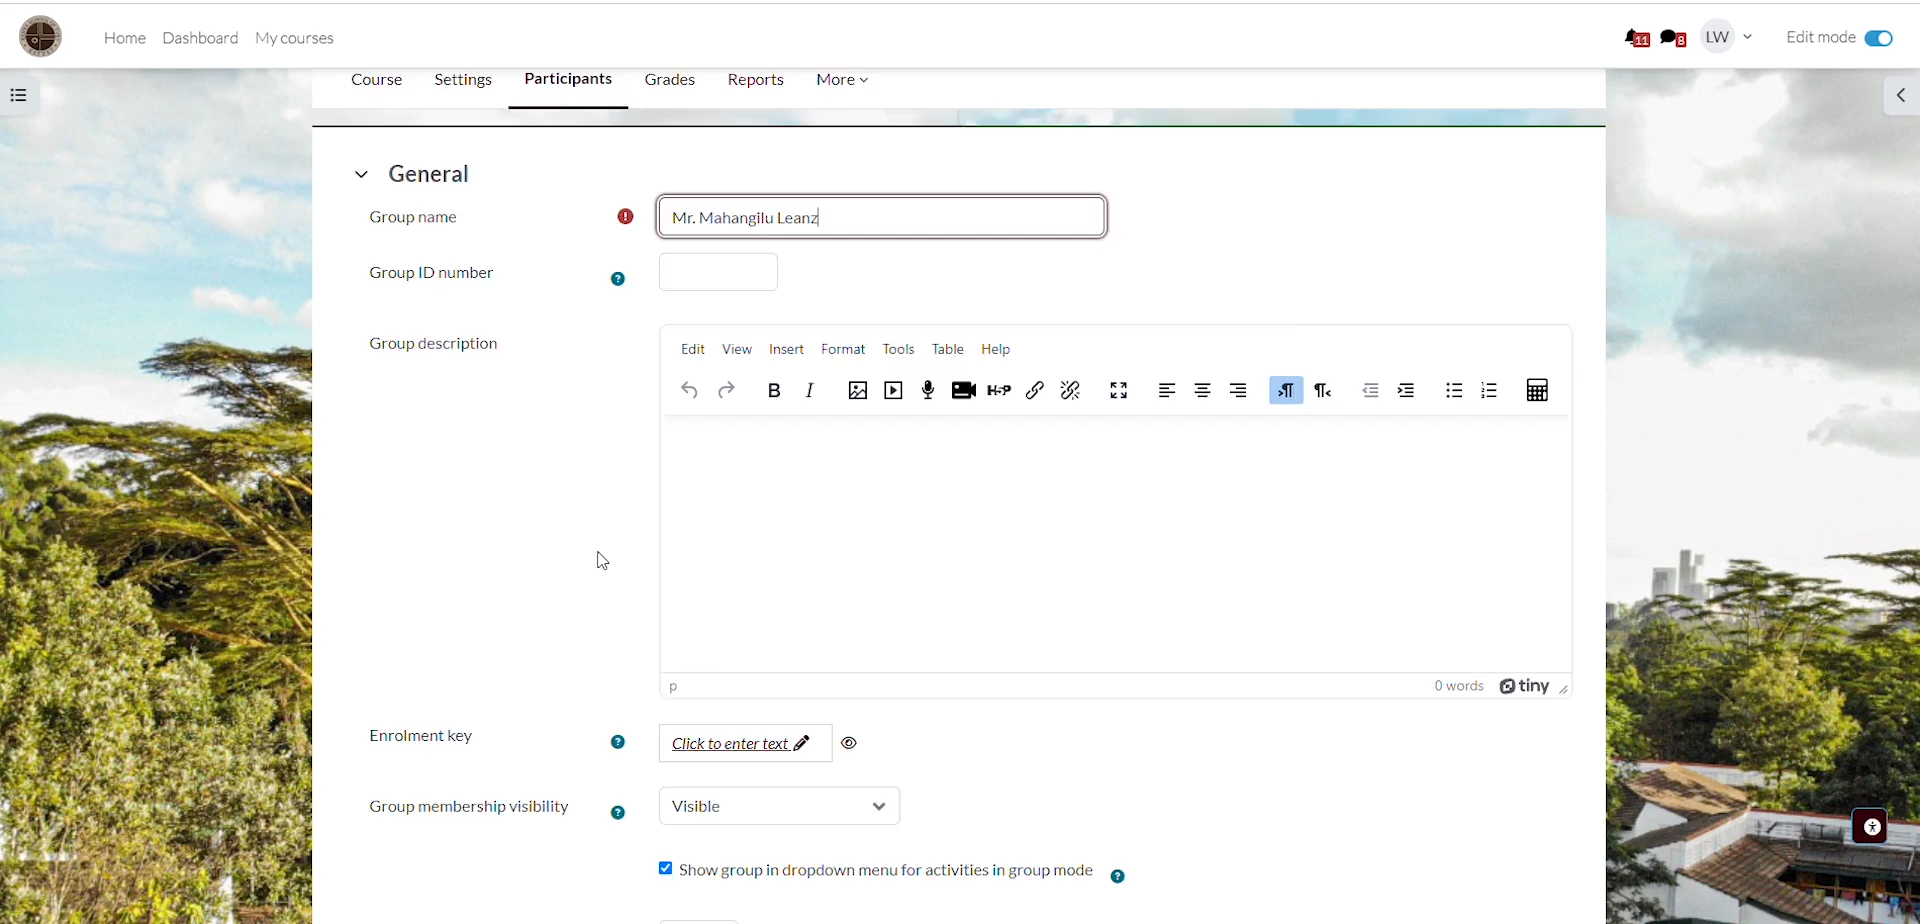 Home Dashboard My courses
11 8 LW Edit mode
Course Settings Participants Grades Reports More
General
Group name Mr. Mahangilu Leanz
Group ID number
Group description
Edit View Insert Format Tools Table Help
B I H-P
p 0 words tiny
Enrolment key Click to enter text
Group membership visibility Visible
Show group in dropdown menu for activities in group mode